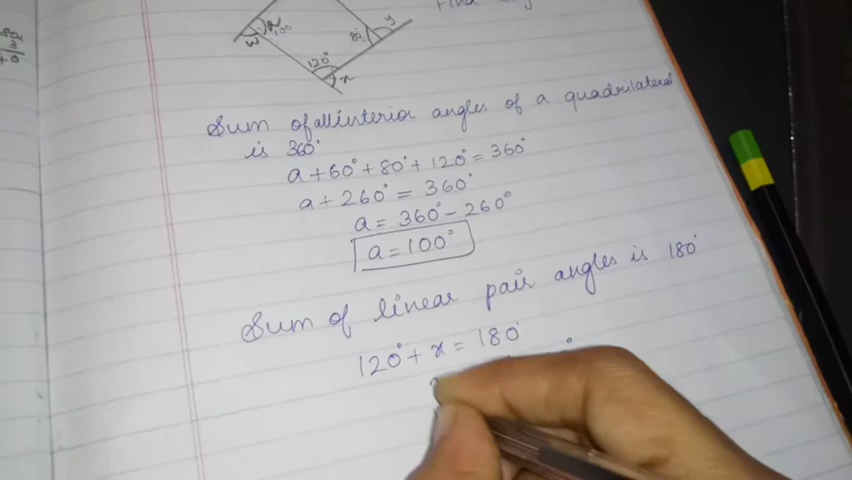 Find
y
80°
100
w
120°
x
Sum of all interior angles of a quadrilateral
is 360°
a+60°+80°+120°=360°
a+260°=360°
a=360°-260°
a=100°
Sum of linear pair angles is 180°
120°+x=180°